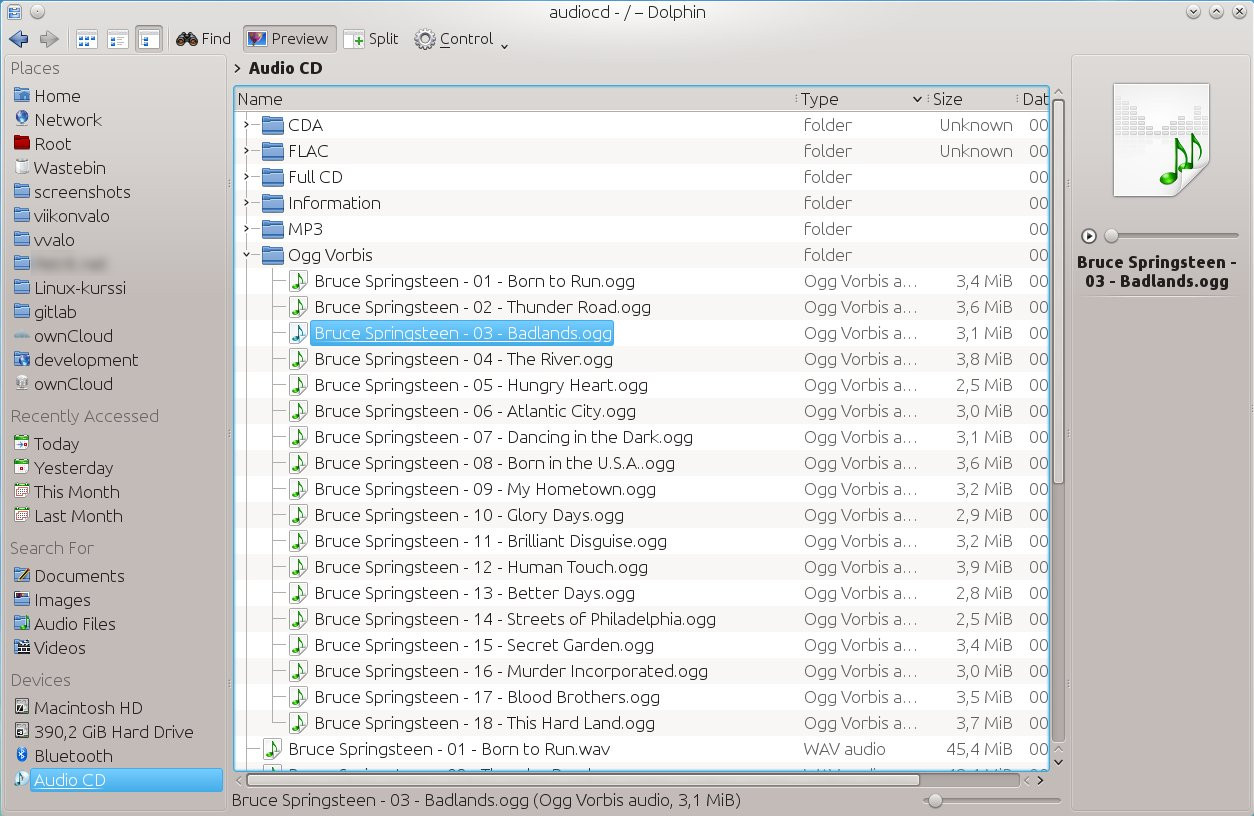 audiocd - / – Dolphin
Find Preview Split Control
Places
Home
Network
Root
Wastebin
screenshots
viikonvalo
vvalo
Linux-kurssi
gitlab
ownCloud
development
ownCloud
Recently Accessed
Today
Yesterday
This Month
Last Month
Search For
Documents
Images
Audio Files
Videos
Devices
Macintosh HD
390,2 GiB Hard Drive
Bluetooth
Audio CD
> Audio CD
Name Type Size Dat
CDA folder Unknown 00
FLAC folder Unknown 00
Full CD folder 00
Information folder 00
MP3 folder 00
Ogg Vorbis folder 00
Bruce Springsteen - 01 - Born to Run.ogg Ogg Vorbis a... 3,4 MiB 00
Bruce Springsteen - 02 - Thunder Road.ogg Ogg Vorbis a... 3,6 MiB 00
Bruce Springsteen - 03 - Badlands.ogg Ogg Vorbis a... 3,1 MiB 00
Bruce Springsteen - 04 - The River.ogg Ogg Vorbis a... 3,8 MiB 00
Bruce Springsteen - 05 - Hungry Heart.ogg Ogg Vorbis a... 2,5 MiB 00
Bruce Springsteen - 06 - Atlantic City.ogg Ogg Vorbis a... 3,0 MiB 00
Bruce Springsteen - 07 - Dancing in the Dark.ogg Ogg Vorbis a... 3,1 MiB 00
Bruce Springsteen - 08 - Born in the U.S.A..ogg Ogg Vorbis a... 3,6 MiB 00
Bruce Springsteen - 09 - My Hometown.ogg Ogg Vorbis a... 3,2 MiB 00
Bruce Springsteen - 10 - Glory Days.ogg Ogg Vorbis a... 2,9 MiB 00
Bruce Springsteen - 11 - Brilliant Disguise.ogg Ogg Vorbis a... 3,2 MiB 00
Bruce Springsteen - 12 - Human Touch.ogg Ogg Vorbis a... 3,9 MiB 00
Bruce Springsteen - 13 - Better Days.ogg Ogg Vorbis a... 2,8 MiB 00
Bruce Springsteen - 14 - Streets of Philadelphia.ogg Ogg Vorbis a... 2,5 MiB 00
Bruce Springsteen - 15 - Secret Garden.ogg Ogg Vorbis a... 3,4 MiB 00
Bruce Springsteen - 16 - Murder Incorporated.ogg Ogg Vorbis a... 3,0 MiB 00
Bruce Springsteen - 17 - Blood Brothers.ogg Ogg Vorbis a... 3,5 MiB 00
Bruce Springsteen - 18 - This Hard Land.ogg Ogg Vorbis a... 3,7 MiB 00
Bruce Springsteen - 01 - Born to Run.wav WAV audio 45,4 MiB 00
Bruce Springsteen - 03 - Badlands.ogg (Ogg Vorbis audio, 3,1 MiB)
Bruce Springsteen -
03 - Badlands.ogg